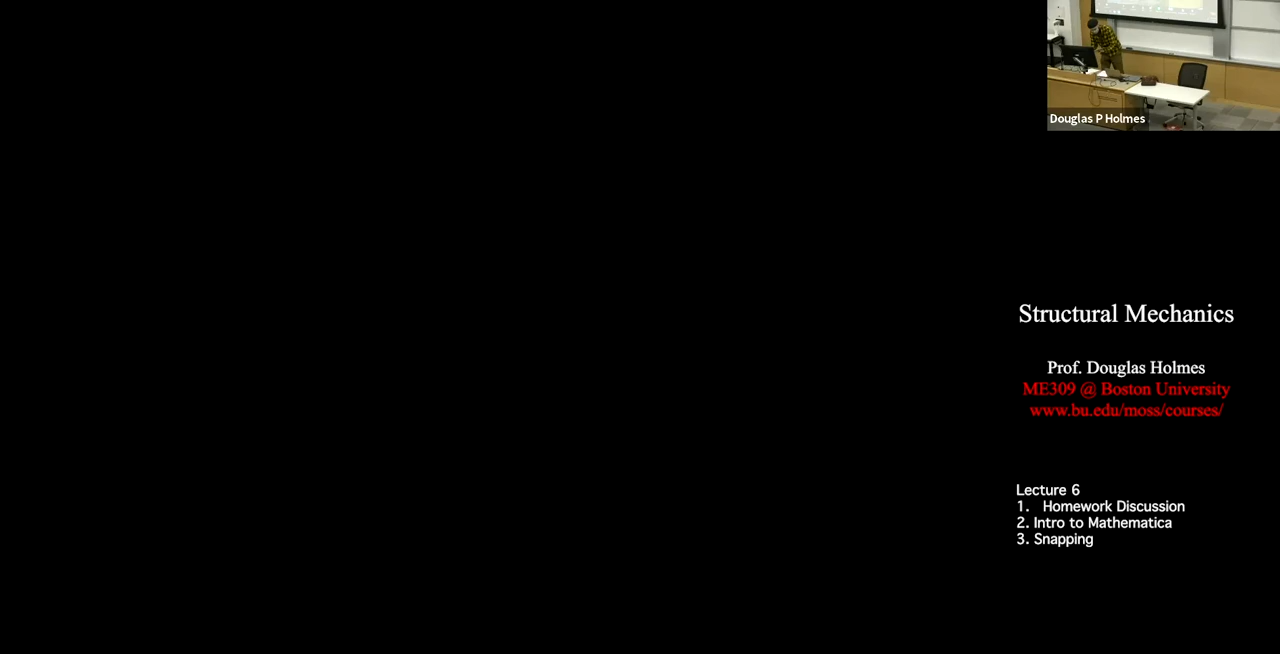 Douglas P Holmes
Structural Mechanics
Prof. Douglas Holmes
ME309 @ Boston University
www.bu.edu/moss/courses/
Lecture 6
1. Homework Discussion
2. Intro to Mathematica
3. Snapping